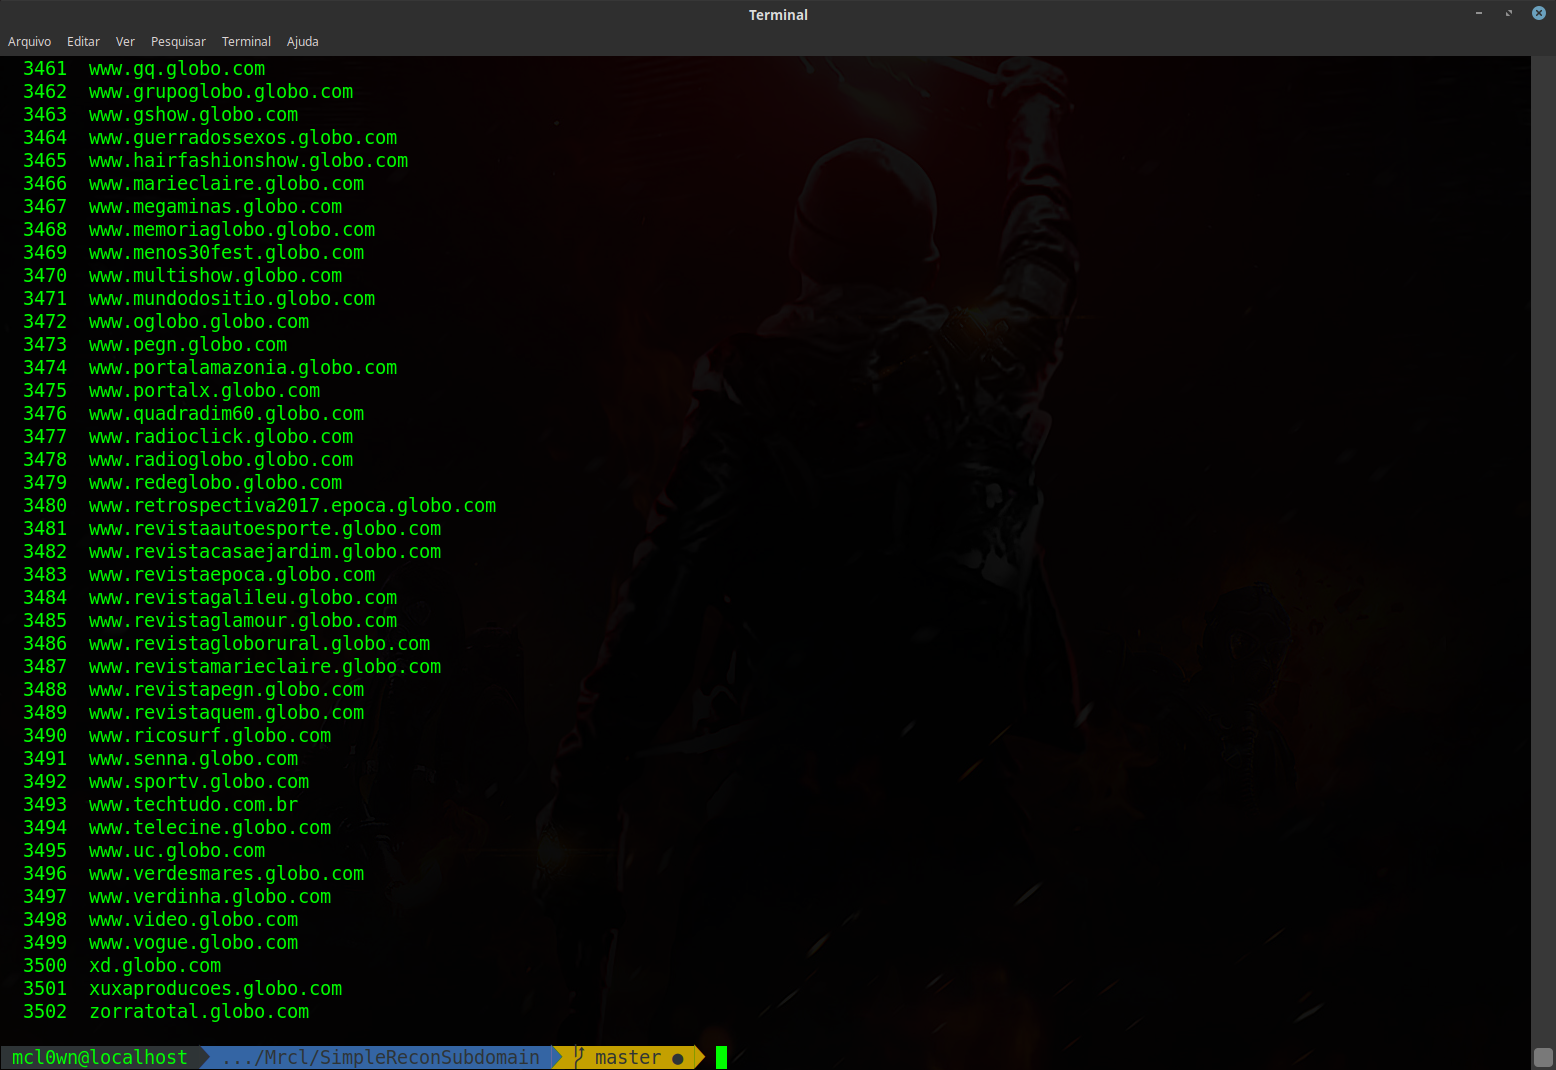 Terminal
Arquivo Editar Ver Pesquisar Terminal Ajuda
3461 www.gq.globo.com
3462 www.grupoglobo.globo.com
3463 www.gshow.globo.com
3464 www.guerradossexos.globo.com
3465 www.hairfashionshow.globo.com
3466 www.marieclaire.globo.com
3467 www.megaminas.globo.com
3468 www.memoriaglobo.globo.com
3469 www.menos30fest.globo.com
3470 www.multishow.globo.com
3471 www.mundodositio.globo.com
3472 www.oglobo.globo.com
3473 www.pegn.globo.com
3474 www.portalamazonia.globo.com
3475 www.portalx.globo.com
3476 www.quadradim60.globo.com
3477 www.radioclick.globo.com
3478 www.radioglobo.globo.com
3479 www.redeglobo.globo.com
3480 www.retrospectiva2017.epoca.globo.com
3481 www.revistaautoesporte.globo.com
3482 www.revistacasaejardim.globo.com
3483 www.revistaepoca.globo.com
3484 www.revistagalileu.globo.com
3485 www.revistaglamour.globo.com
3486 www.revistagloborural.globo.com
3487 www.revistamarieclaire.globo.com
3488 www.revistapegn.globo.com
3489 www.revistaquem.globo.com
3490 www.ricosurf.globo.com
3491 www.senna.globo.com
3492 www.sportv.globo.com
3493 www.techtudo.com.br
3494 www.telecine.globo.com
3495 www.uc.globo.com
3496 www.verdesmares.globo.com
3497 www.verdinha.globo.com
3498 www.video.globo.com
3499 www.vogue.globo.com
3500 xd.globo.com
3501 xuxaproducoes.globo.com
3502 zorratotal.globo.com
mcl0wn@localhost .../Mrcl/SimpleReconSubdomain master ●